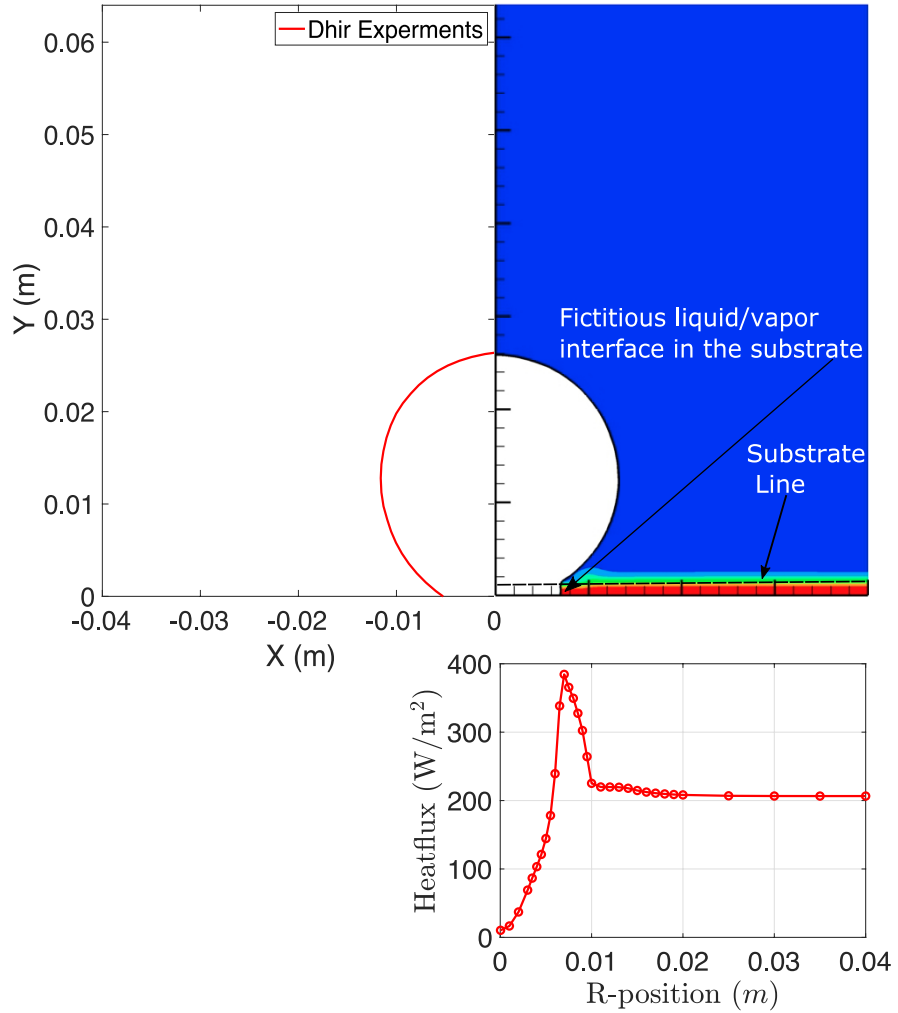 Dhir Experments
0.06
0.05
0.04
0.03
0.02
0.01
0
Y (m)
-0.04 -0.03 -0.02 -0.01 0
X (m)
Fictitious liquid/vapor
interface in the substrate
Substrate
Line
400
300
200
100
0
Heatflux (W/m²)
0 0.01 0.02 0.03 0.04
R-position (m)